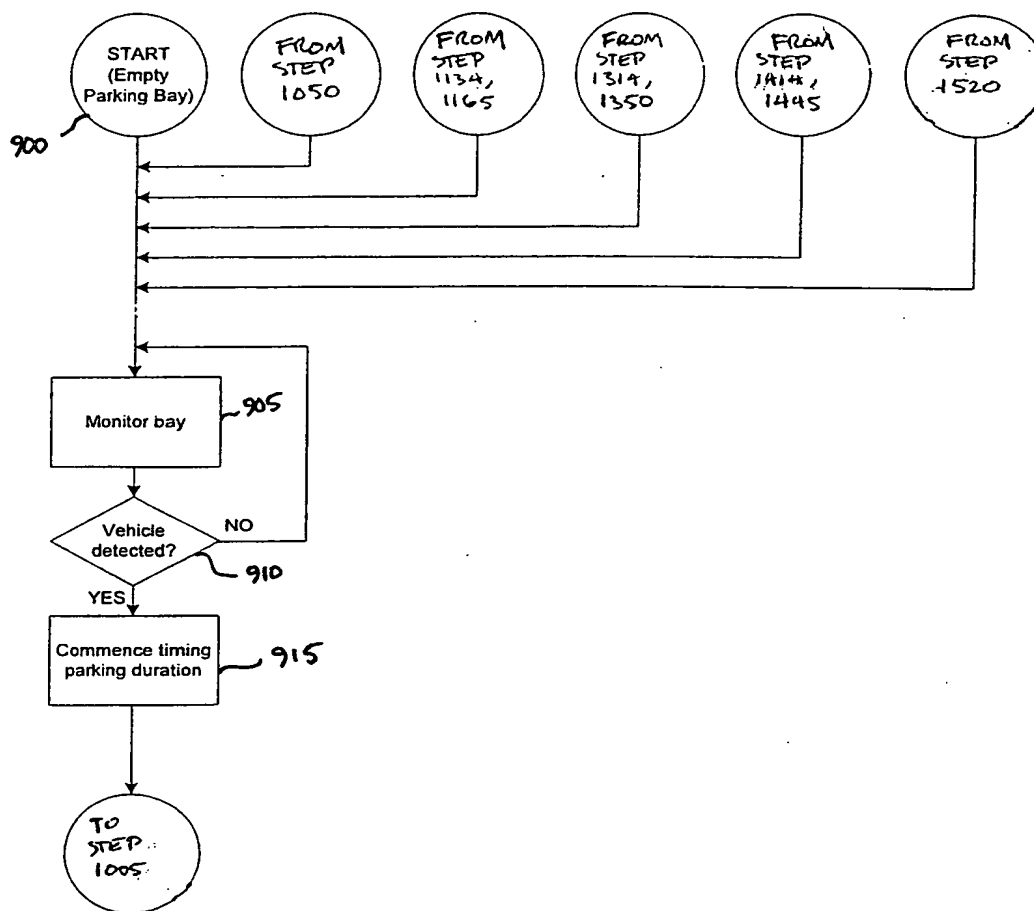 START
(Empty
Parking Bay)
900
FROM
STEP
1050
FROM
STEP
1134,
1165
FROM
STEP
1314,
1350
FROM
STEP
1414,
1445
FROM
STEP
1520
Monitor bay
905
Vehicle
detected?
NO
910
YES
Commence timing
parking duration
915
TO
STEP
1005